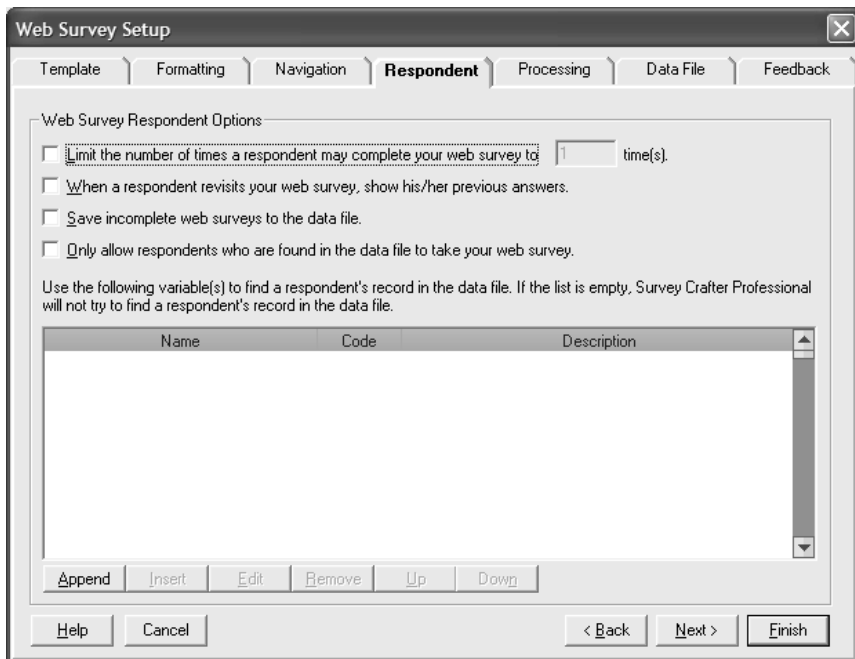 Web Survey Setup
Template Formatting Navigation Respondent Processing Data File Feedback
Web Survey Respondent Options
Limit the number of times a respondent may complete your web survey to 1 time(s).
When a respondent revisits your web survey, show his/her previous answers.
Save incomplete web surveys to the data file.
Only allow respondents who are found in the data file to take your web survey.
Use the following variable(s) to find a respondent's record in the data file. If the list is empty, Survey Crafter Professional
will not try to find a respondent's record in the data file.
Name Code Description
Append Insert Edit Remove Up Down
Help Cancel < Back Next > Finish